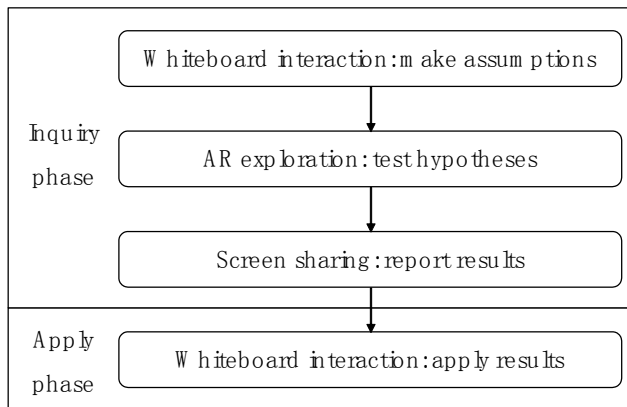 Whiteboard interaction: make assumptions
Inquiry
phase
AR exploration: test hypotheses
Screen sharing: report results
Apply
phase
Whiteboard interaction: apply results